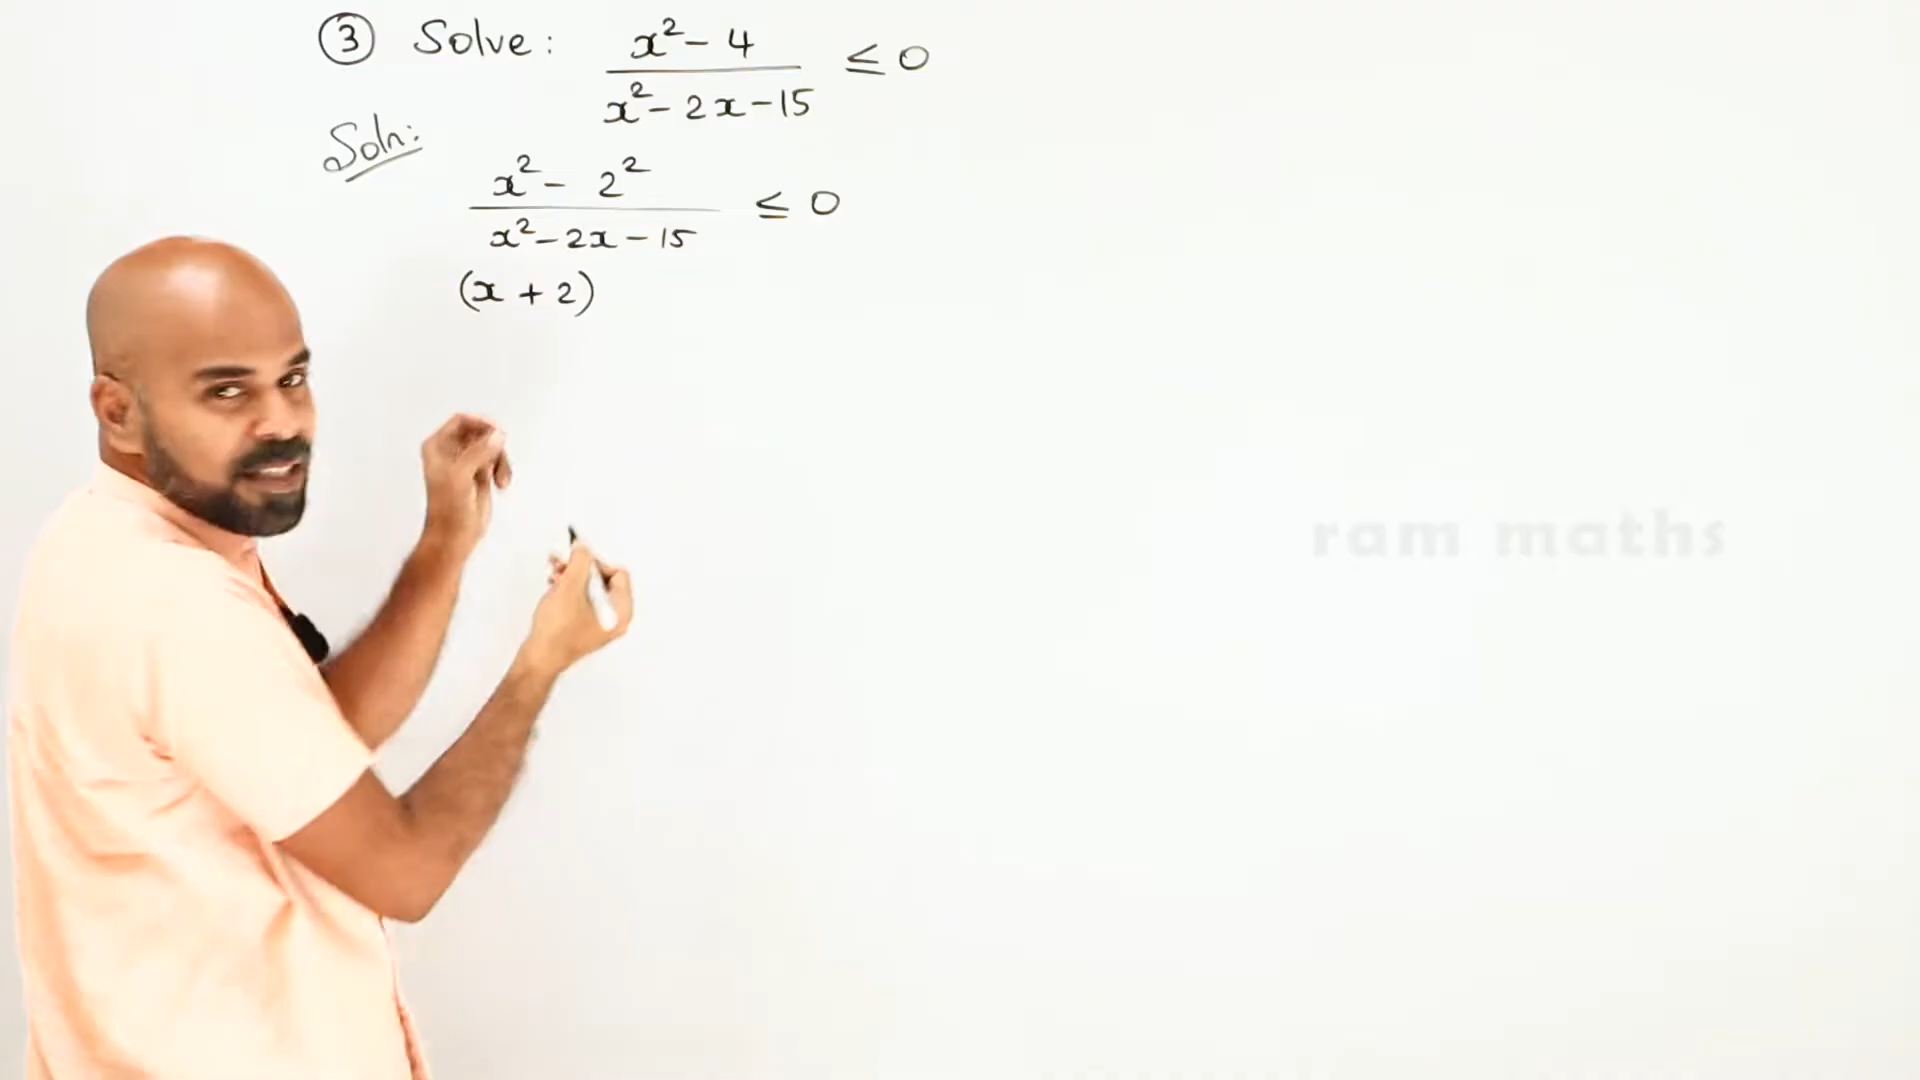 ③ Solve: x² - 4 / x² - 2x - 15 ≤ 0
Soln:
x² - 2² / x² - 2x - 15 ≤ 0
(x + 2)
ram maths